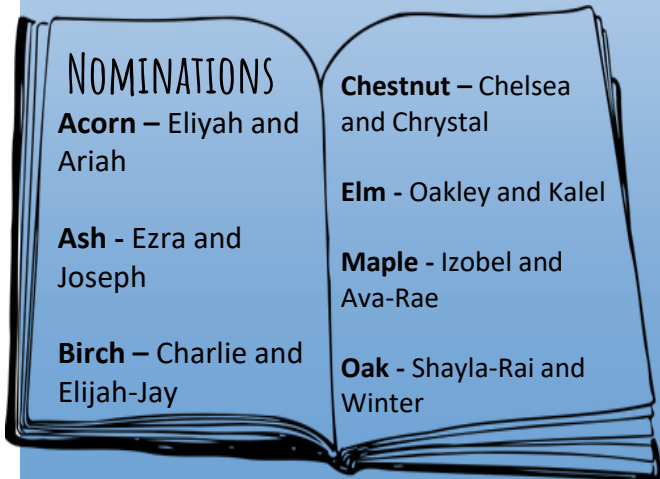 NOMINATIONS
Acorn – Eliyah and
Ariah
Ash - Ezra and
Joseph
Birch – Charlie and
Elijah-Jay
Chestnut – Chelsea
and Chrystal
Elm - Oakley and Kalel
Maple - Izobel and
Ava-Rae
Oak - Shayla-Rai and
Winter